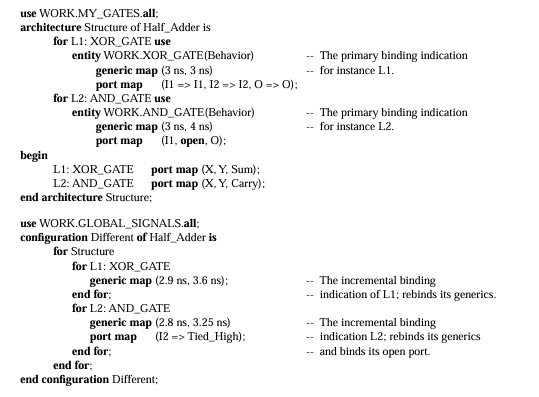 use WORK.MY_GATES.all;
architecture Structure of Half_Adder is
for L1: XOR_GATE use
entity WORK.XOR_GATE(Behavior) -- The primary binding indication
generic map (3 ns, 3 ns) -- for instance L1.
port map (I1 => I1, I2 => I2, O => O);
for L2: AND_GATE use
entity WORK.AND_GATE(Behavior) -- The primary binding indication
generic map (3 ns, 4 ns) -- for instance L2.
port map (I1, open, O);
begin
L1: XOR_GATE port map (X, Y, Sum);
L2: AND_GATE port map (X, Y, Carry);
end architecture Structure;
use WORK.GLOBAL_SIGNALS.all;
configuration Different of Half_Adder is
for Structure
for L1: XOR_GATE
generic map (2.9 ns, 3.6 ns); -- The incremental binding
end for; -- indication of L1; rebinds its generics.
for L2: AND_GATE
generic map (2.8 ns, 3.25 ns) -- The incremental binding
port map (I2 => Tied_High); -- indication L2; rebinds its generics
end for; -- and binds its open port.
end for;
end configuration Different;